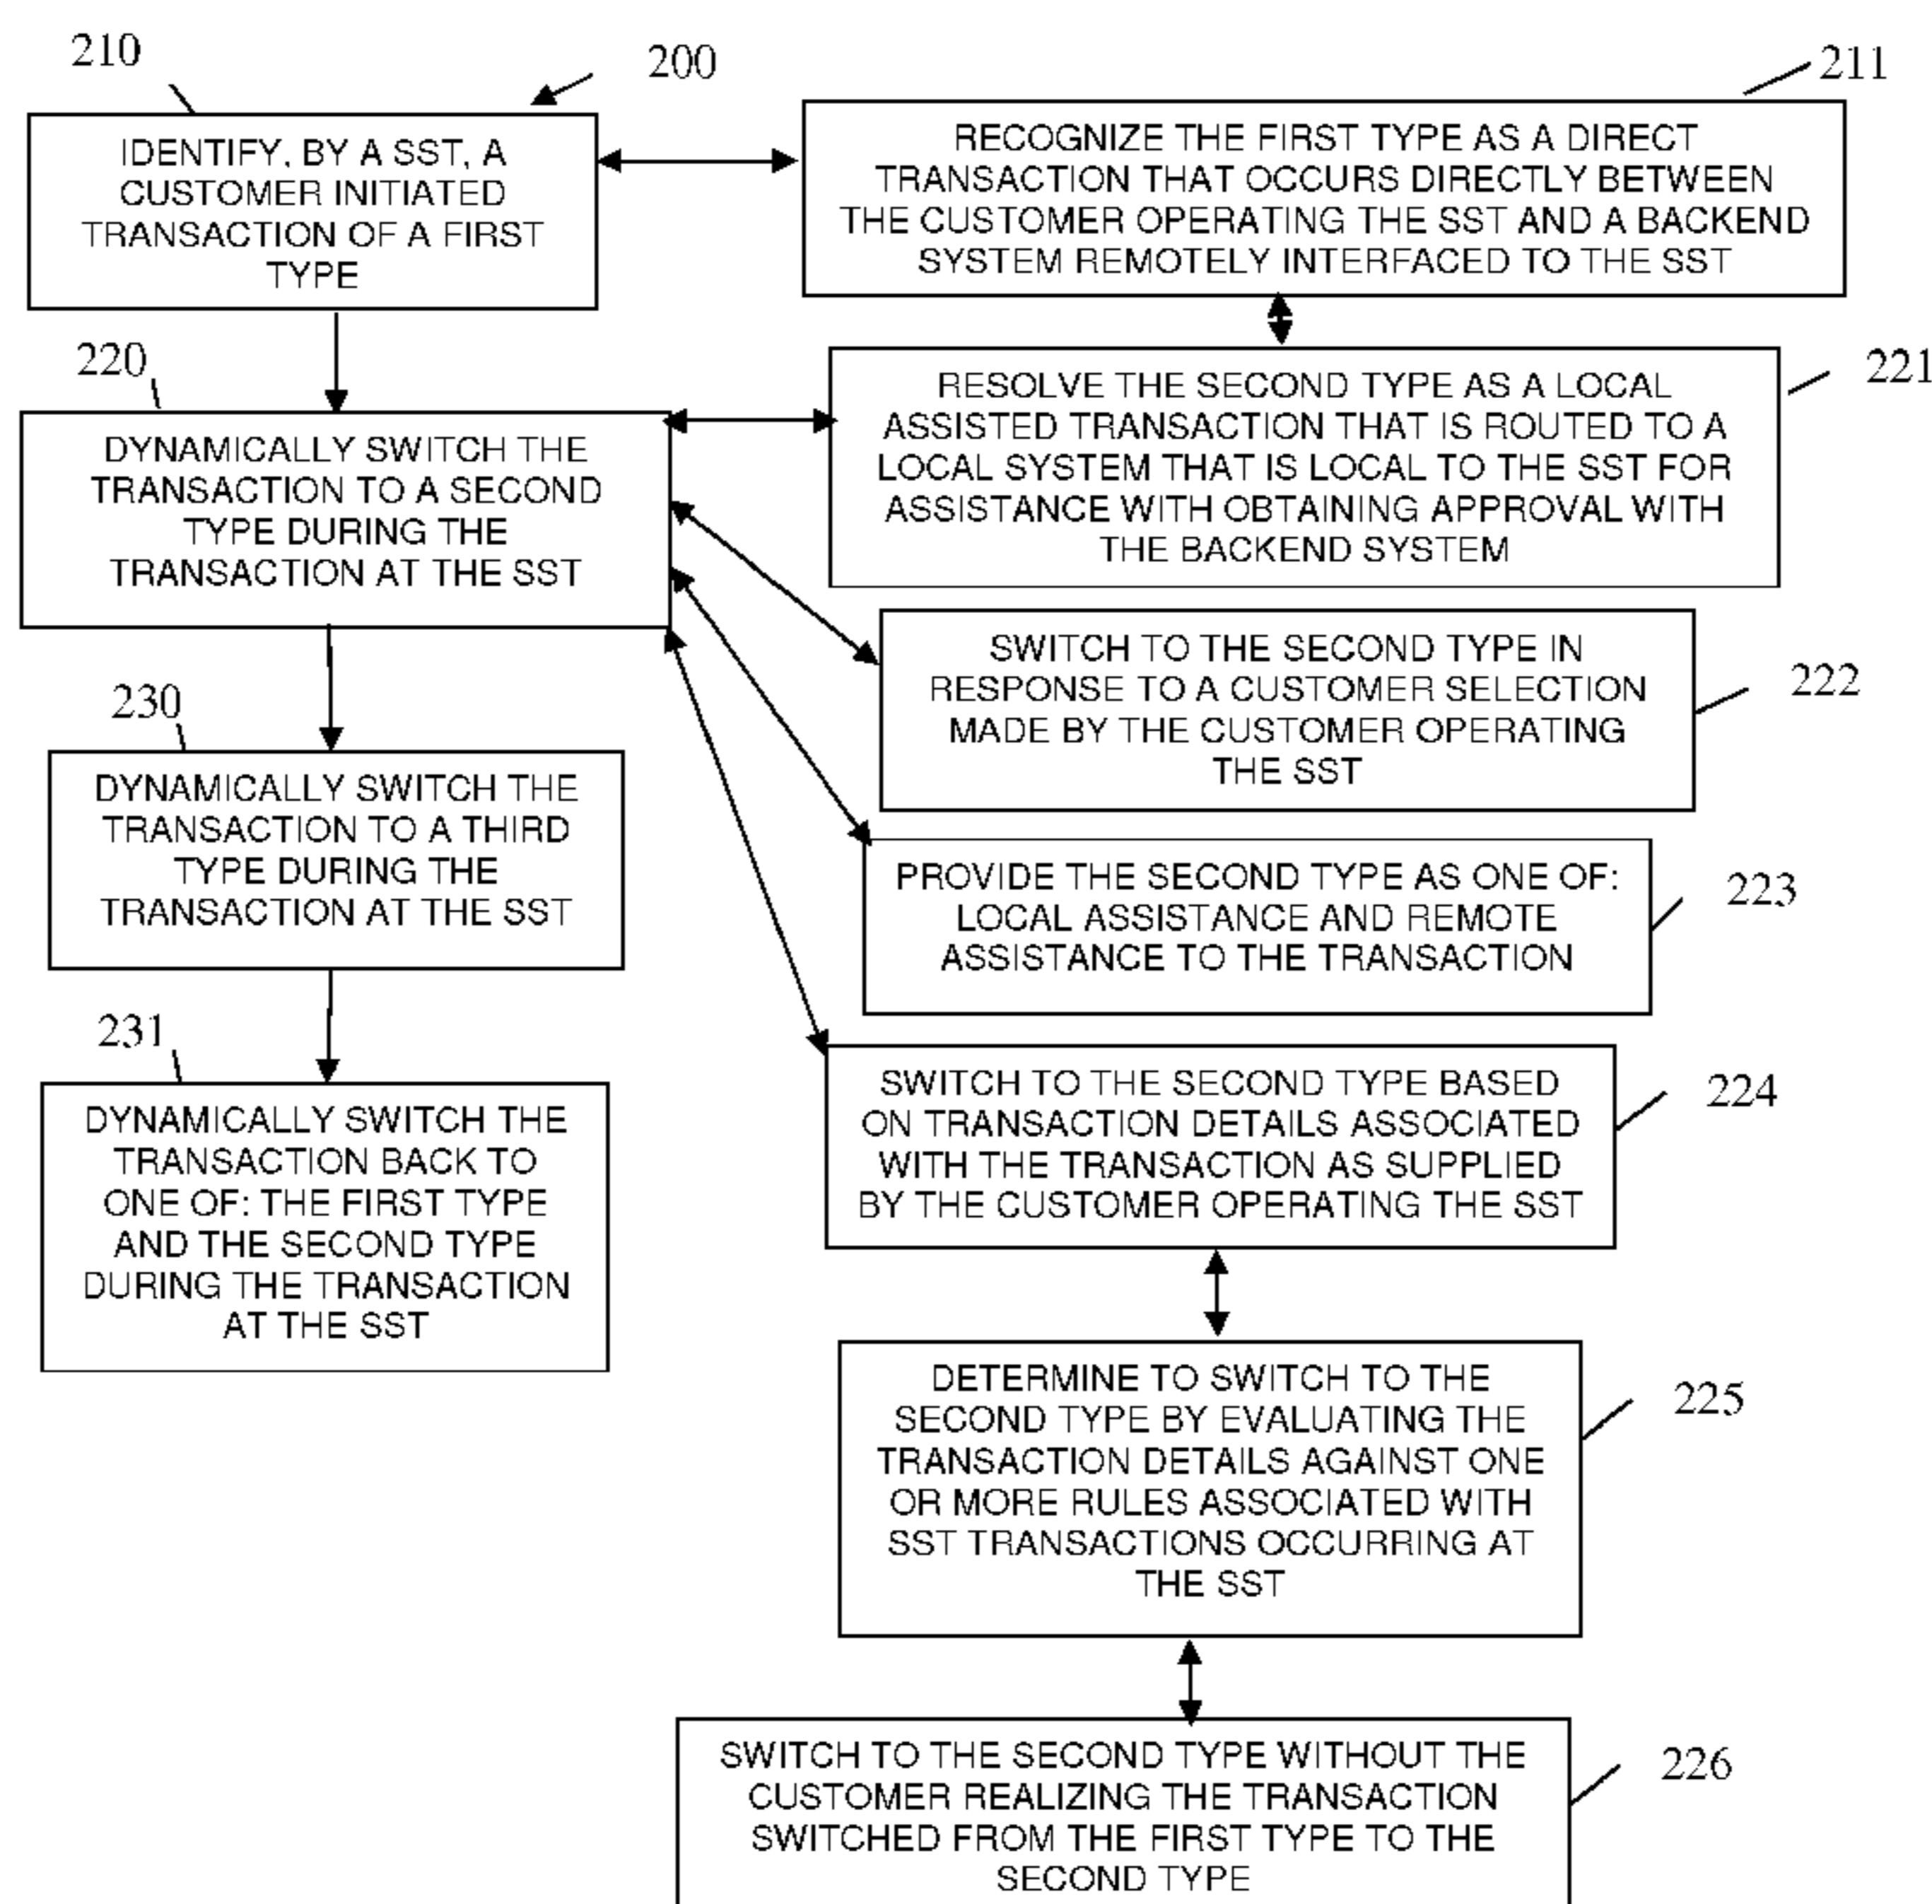 210
200
211
IDENTIFY, BY A SST, A
CUSTOMER INITIATED
TRANSACTION OF A FIRST
TYPE
RECOGNIZE THE FIRST TYPE AS A DIRECT
TRANSACTION THAT OCCURS DIRECTLY BETWEEN
THE CUSTOMER OPERATING THE SST AND A BACKEND
SYSTEM REMOTELY INTERFACED TO THE SST
220
221
DYNAMICALLY SWITCH THE
TRANSACTION TO A SECOND
TYPE DURING THE
TRANSACTION AT THE SST
RESOLVE THE SECOND TYPE AS A LOCAL
ASSISTED TRANSACTION THAT IS ROUTED TO A
LOCAL SYSTEM THAT IS LOCAL TO THE SST FOR
ASSISTANCE WITH OBTAINING APPROVAL WITH
THE BACKEND SYSTEM
222
SWITCH TO THE SECOND TYPE IN
RESPONSE TO A CUSTOMER SELECTION
MADE BY THE CUSTOMER OPERATING
THE SST
230
DYNAMICALLY SWITCH THE
TRANSACTION TO A THIRD
TYPE DURING THE
TRANSACTION AT THE SST
223
PROVIDE THE SECOND TYPE AS ONE OF:
LOCAL ASSISTANCE AND REMOTE
ASSISTANCE TO THE TRANSACTION
231
DYNAMICALLY SWITCH THE
TRANSACTION BACK TO
ONE OF: THE FIRST TYPE
AND THE SECOND TYPE
DURING THE TRANSACTION
AT THE SST
224
SWITCH TO THE SECOND TYPE BASED
ON TRANSACTION DETAILS ASSOCIATED
WITH THE TRANSACTION AS SUPPLIED
BY THE CUSTOMER OPERATING THE SST
225
DETERMINE TO SWITCH TO THE
SECOND TYPE BY EVALUATING THE
TRANSACTION DETAILS AGAINST ONE
OR MORE RULES ASSOCIATED WITH
SST TRANSACTIONS OCCURRING AT
THE SST
226
SWITCH TO THE SECOND TYPE WITHOUT THE
CUSTOMER REALIZING THE TRANSACTION
SWITCHED FROM THE FIRST TYPE TO THE
SECOND TYPE